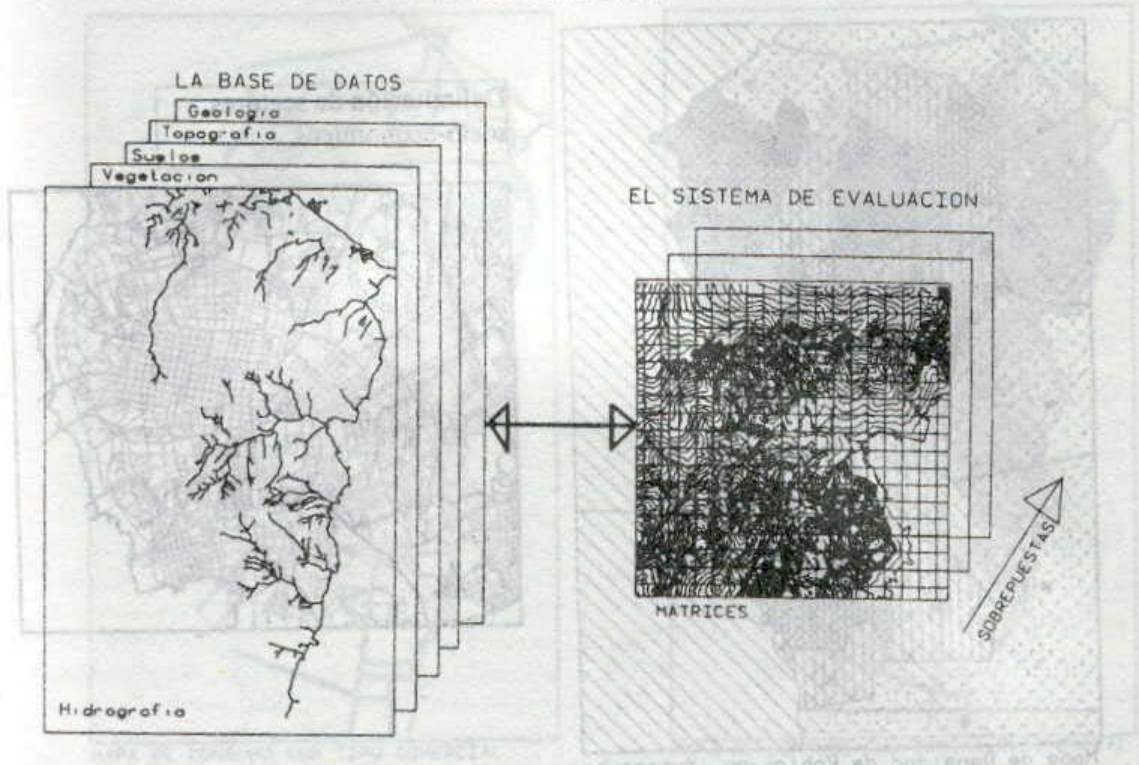 LA BASE DE DATOS
Geologia
Topografia
Suelos
Vegetacion
Hidrografia
EL SISTEMA DE EVALUACION
MATRICES
SOBREPUESTAS